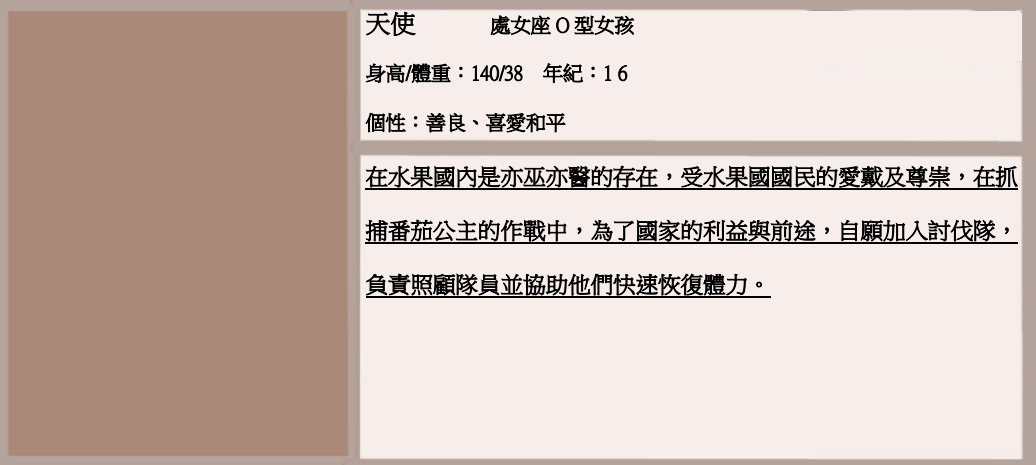 天使 處女座 O 型女孩
身高/體重：140/38 年紀：1 6
個性：善良、喜愛和平
在水果國內是亦巫亦醫的存在，受水果國國民的愛戴及尊崇，在抓
捕番茄公主的作戰中，為了國家的利益與前途，自願加入討伐隊，
負責照顧隊員並協助他們快速恢復體力。